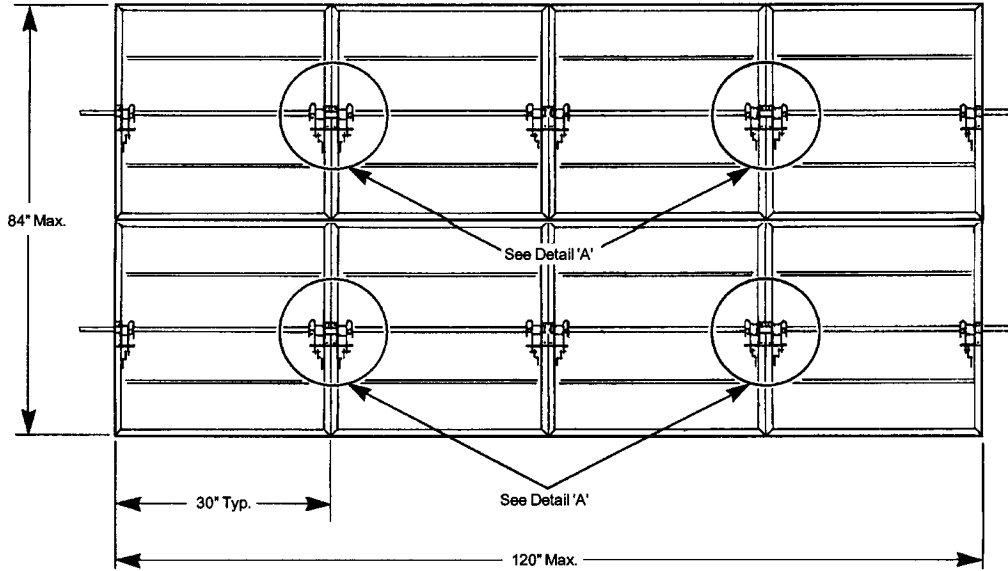 84" Max.
See Detail 'A'
See Detail 'A'
30" Typ.
120" Max.